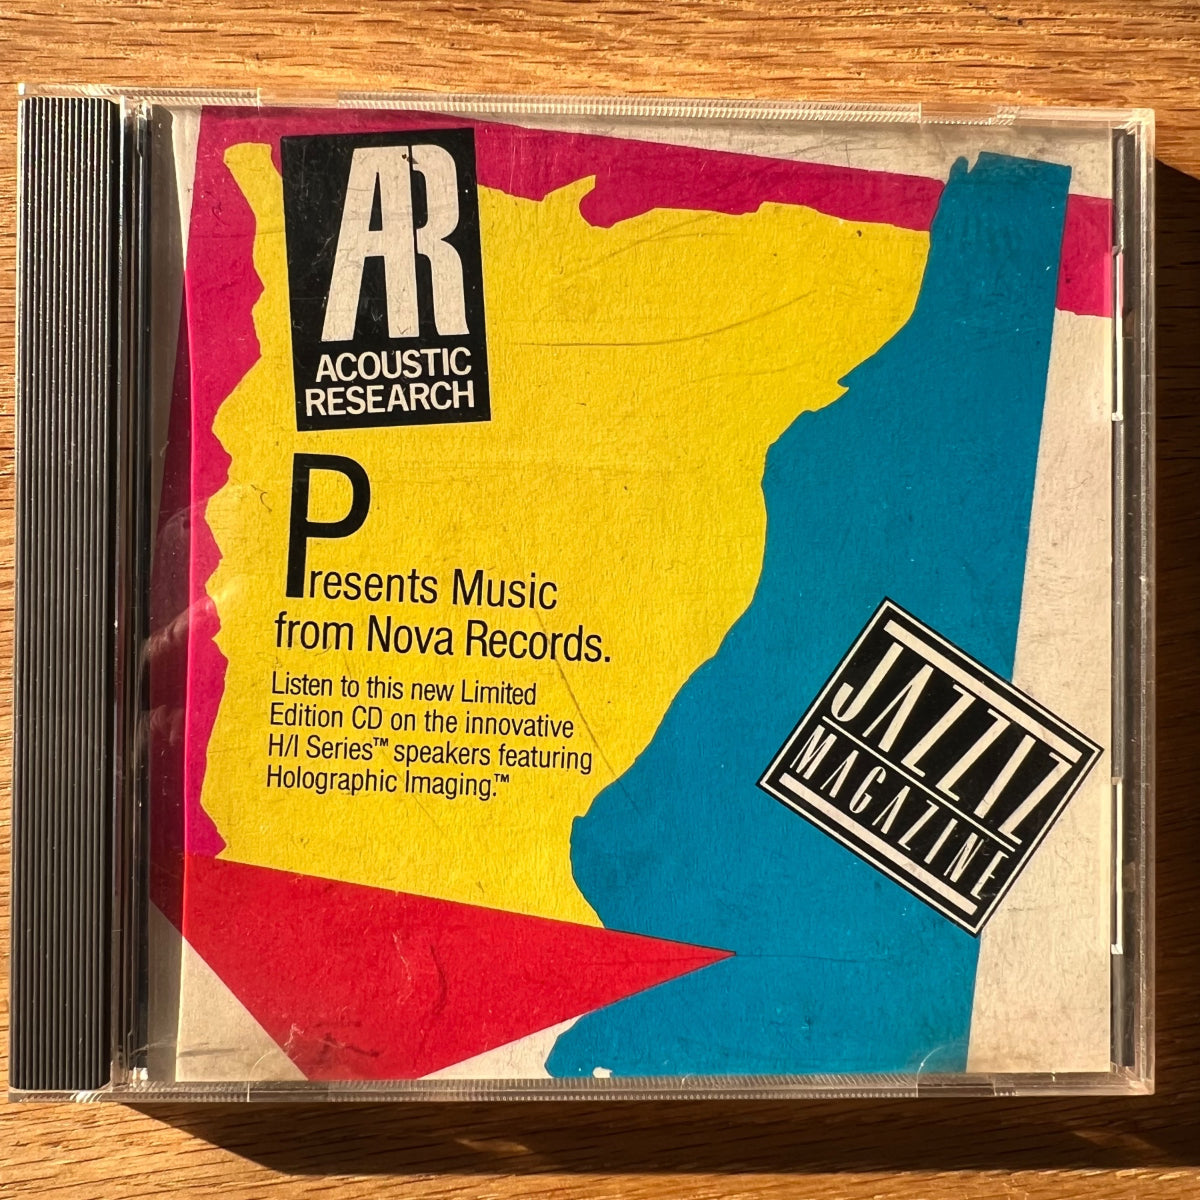 AR
ACOUSTIC
RESEARCH
Presents Music
from Nova Records.
Listen to this new Limited
Edition CD on the innovative
H/I Series™ speakers featuring
Holographic Imaging.™
JAZZIZ
MAGAZINE